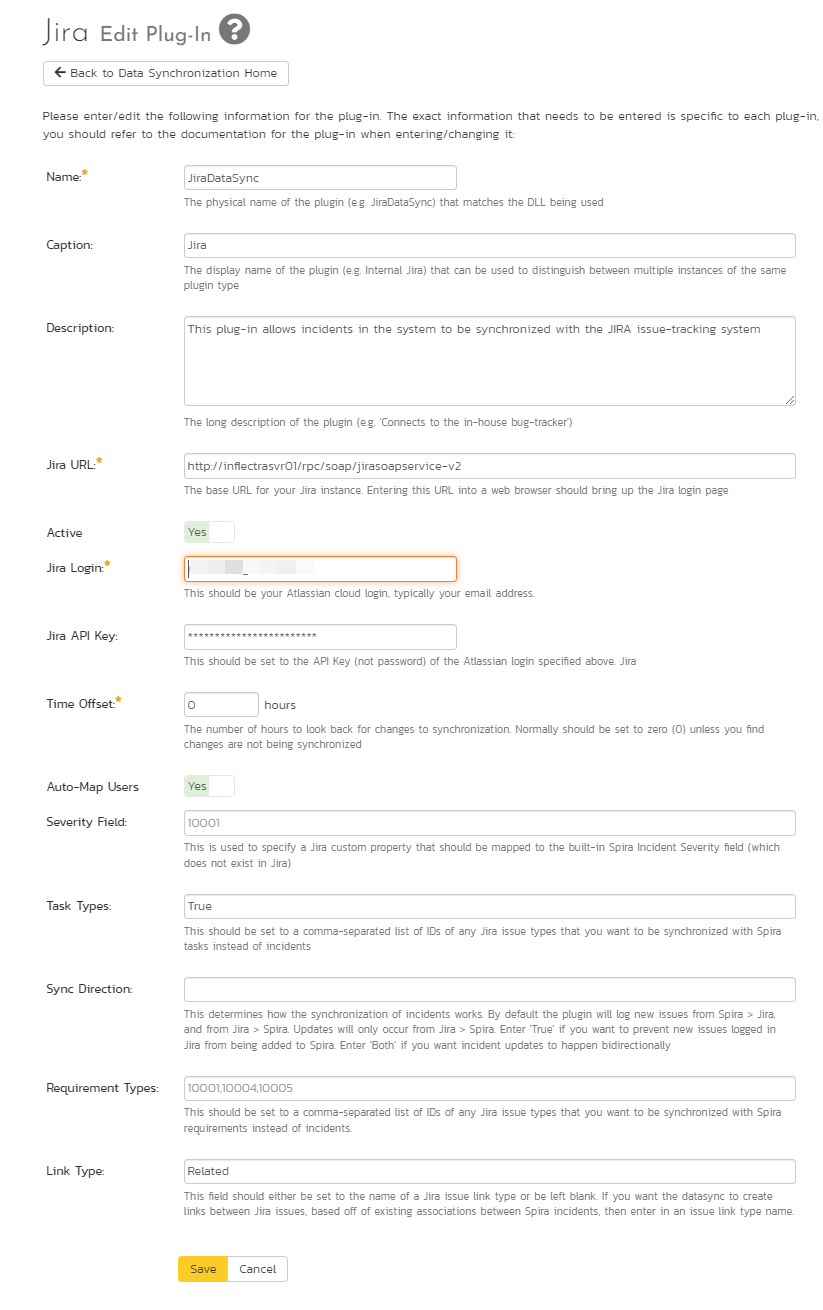 Jira Edit Plug-In ?
← Back to Data Synchronization Home
Please enter/edit the following information for the plug-in. The exact information that needs to be entered is specific to each plug-in,
you should refer to the documentation for the plug-in when entering/changing it:
Name:* JiraDataSync
The physical name of the plugin (e.g. JiraDataSync) that matches the DLL being used
Caption: Jira
The display name of the plugin (e.g. Internal Jira) that can be used to distinguish between multiple instances of the same
plugin type
Description: This plug-in allows incidents in the system to be synchronized with the JIRA issue-tracking system
The long description of the plugin (e.g. 'Connects to the in-house bug-tracker')
Jira URL:* http://inflectrasvr01/rpc/soap/jirasoapservice-v2
The base URL for your Jira instance. Entering this URL into a web browser should bring up the Jira login page
Active Yes
Jira Login:*
This should be your Atlassian cloud login, typically your email address.
Jira API Key: ************************
This should be set to the API Key (not password) of the Atlassian login specified above. Jira
Time Offset:* 0 hours
The number of hours to look back for changes to synchronization. Normally should be set to zero (0) unless you find
changes are not being synchronized
Auto-Map Users Yes
Severity Field: 10001
This is used to specify a Jira custom property that should be mapped to the built-in Spira Incident Severity field (which
does not exist in Jira)
Task Types: True
This should be set to a comma-separated list of IDs of any Jira issue types that you want to be synchronized with Spira
tasks instead of incidents
Sync Direction:
This determines how the synchronization of incidents works. By default the plugin will log new issues from Spira > Jira,
and from Jira > Spira. Updates will only occur from Jira > Spira. Enter 'True' if you want to prevent new issues logged in
Jira from being added to Spira. Enter 'Both' if you want incident updates to happen bidirectionally
Requirement Types: 10001,10004,10005
This should be set to a comma-separated list of IDs of any Jira issue types that you want to be synchronized with Spira
requirements instead of incidents.
Link Type: Related
This field should either be set to the name of a Jira issue link type or be left blank. If you want the datasync to create
links between Jira issues, based off of existing associations between Spira incidents, then enter in an issue link type name.
Save Cancel